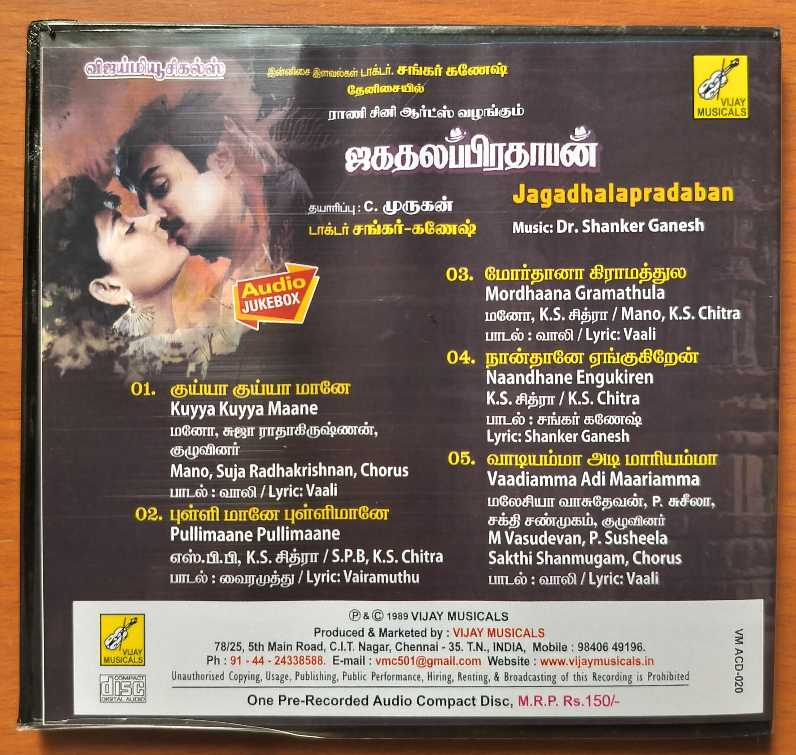 விஜய்மியூசிகல்ஸ்
இன்னிசை இளவல்கள் டாக்டர். சங்கர் கணேஷ்
தேனிசையில்
ராணி சினி ஆர்ட்ஸ் வழங்கும்
ஜகதலப்பிரதாபன்
Jagadhalapradaban
தயாரிப்பு : C. முருகன்
டாக்டர் சங்கர்-கணேஷ்
Music: Dr. Shanker Ganesh
VIJAY
MUSICALS
Audio
JUKEBOX
01. குய்யா குய்யா மானே
Kuyya Kuyya Maane
மனோ, சுஜா ராதாகிருஷ்ணன்,
குழுவினர்
Mano, Suja Radhakrishnan, Chorus
பாடல் : வாலி / Lyric: Vaali
02. புள்ளி மானே புள்ளிமானே
Pullimaane Pullimaane
எஸ்.பி.பி, K.S. சித்ரா / S.P.B, K.S. Chitra
பாடல் : வைரமுத்து / Lyric: Vairamuthu
03. மோர்தானா கிராமத்துல
Mordhaana Gramathula
மனோ, K.S. சித்ரா / Mano, K.S. Chitra
பாடல் : வாலி / Lyric: Vaali
04. நான்தானே ஏங்குகிறேன்
Naandhane Engukiren
K.S. சித்ரா / K.S. Chitra
பாடல் : சங்கர் கணேஷ்
Lyric: Shanker Ganesh
05. வாடியம்மா அடி மாரியம்மா
Vaadiamma Adi Maariamma
மலேசியா வாசுதேவன், P. சுசீலா,
சக்தி சண்முகம், குழுவினர்
M Vasudevan, P. Susheela
Sakthi Shanmugam, Chorus
பாடல் : வாலி / Lyric: Vaali
VIJAY
MUSICALS
COMPACT
disc
DIGITAL AUDIO
Ⓟ & © 1989 VIJAY MUSICALS
Produced & Marketed by : VIJAY MUSICALS
78/25, 5th Main Road, C.I.T. Nagar, Chennai - 35. T.N., INDIA, Mobile : 98406 49196.
Ph : 91 - 44 - 24338588. E-mail : vmc501@gmail.com Website : www.vijaymusicals.in
Unauthorised Copying, Usage, Publishing, Public Performance, Hiring, Renting, & Broadcasting of this Recording is Prohibited
One Pre-Recorded Audio Compact Disc, M.R.P. Rs.150/-
VM ACD-020